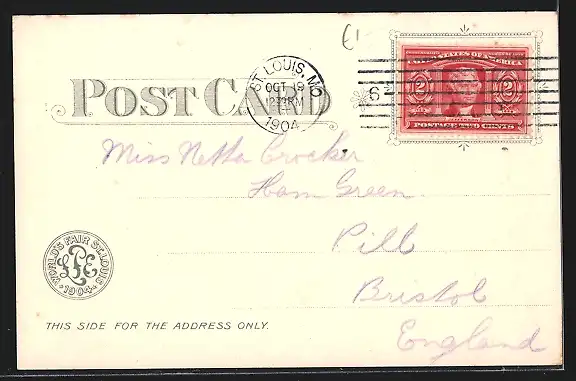 £1
ST LOUIS, MO
OCT 19
1230PM
1904
6
UNITED STATES OF AMERICA
2 2
POSTAGE TWO CENTS
POST CARD
Miss Netta Crocker
Ham Green
Pill
Bristol
England
WORLD'S FAIR ST. LOUIS
LPE
1904
THIS SIDE FOR THE ADDRESS ONLY.